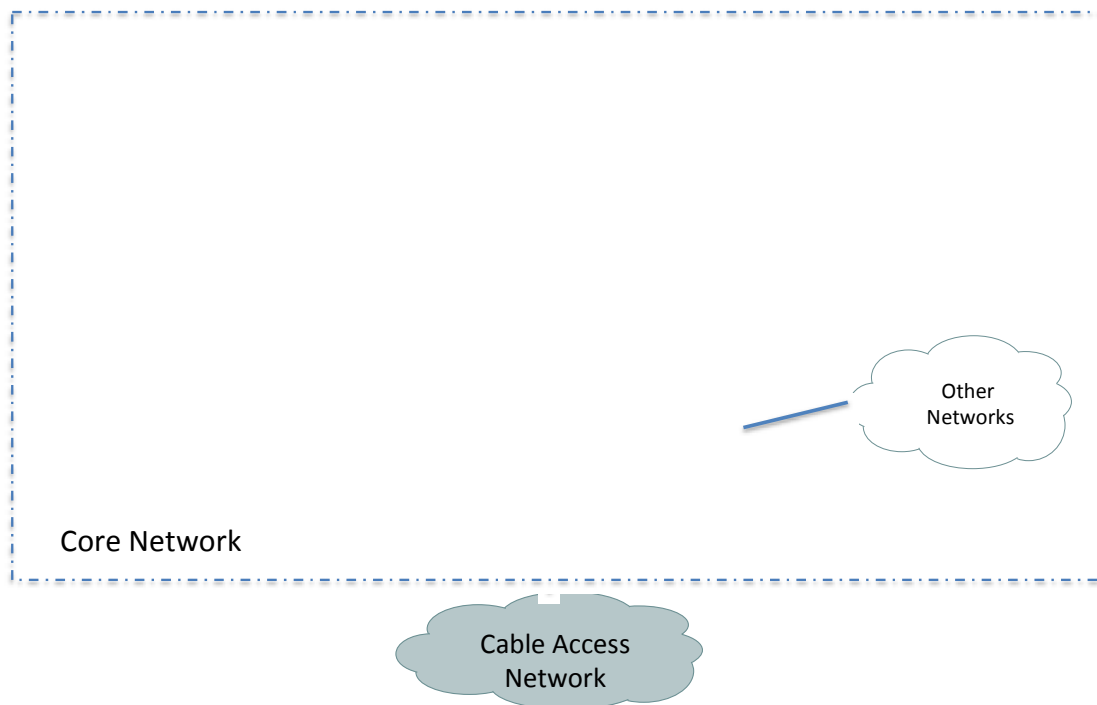 Other
Networks
Core Network
Cable Access
Network